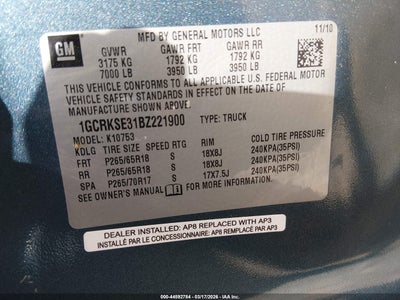 GM
MFD BY GENERAL MOTORS LLC 11/10
GVWR GAWR FRT GAWR RR
3175 KG 1792 KG 1792 KG
7000 LB 3950 LB 3950 LB
THIS VEHICLE CONFORMS TO ALL APPLICABLE U.S. FEDERAL MOTOR
VEHICLE SAFETY STANDARDS IN EFFECT ON THE DATE OF
MANUFACTURE SHOWN ABOVE.
1GCRKSE31BZ221900 TYPE: TRUCK
MODEL: K10753
KDLG TIRE SIZE SPEED RIM COLD TIRE PRESSURE
FRT P265/65R18 S 18X8J 240KPA(35PSI)
RR P265/65R18 S 18X8J 240KPA(35PSI)
SPA P265/70R17 S 17X7.5J 240KPA(35PSI)
SEE OWNER'S MANUAL FOR ADDITIONAL INFORMATION.
DEALER INSTALLED: AP8 REPLACED WITH AP3
INSTALLÉ PAR LE CONCESSIONNAIRE: AP8 REMPLACÉ PAR AP3
000-44592764 - 03/17/2026 - IAA